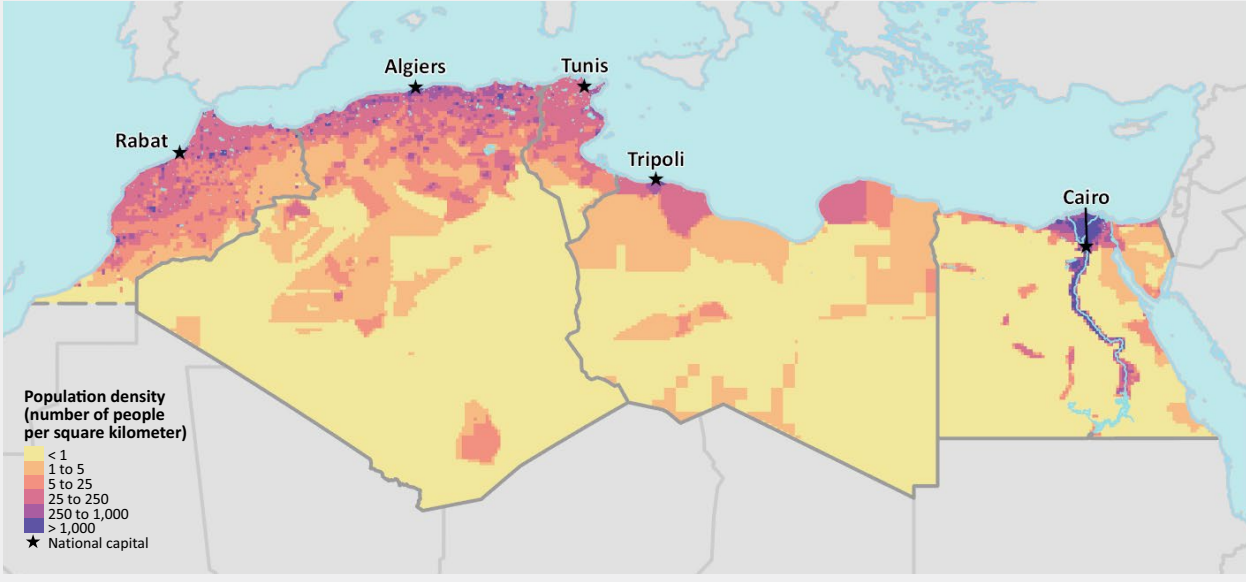 Algiers
Tunis
Rabat
Tripoli
Cairo
Population density
(number of people
per square kilometer)
< 1
1 to 5
5 to 25
25 to 250
250 to 1,000
> 1,000
National capital